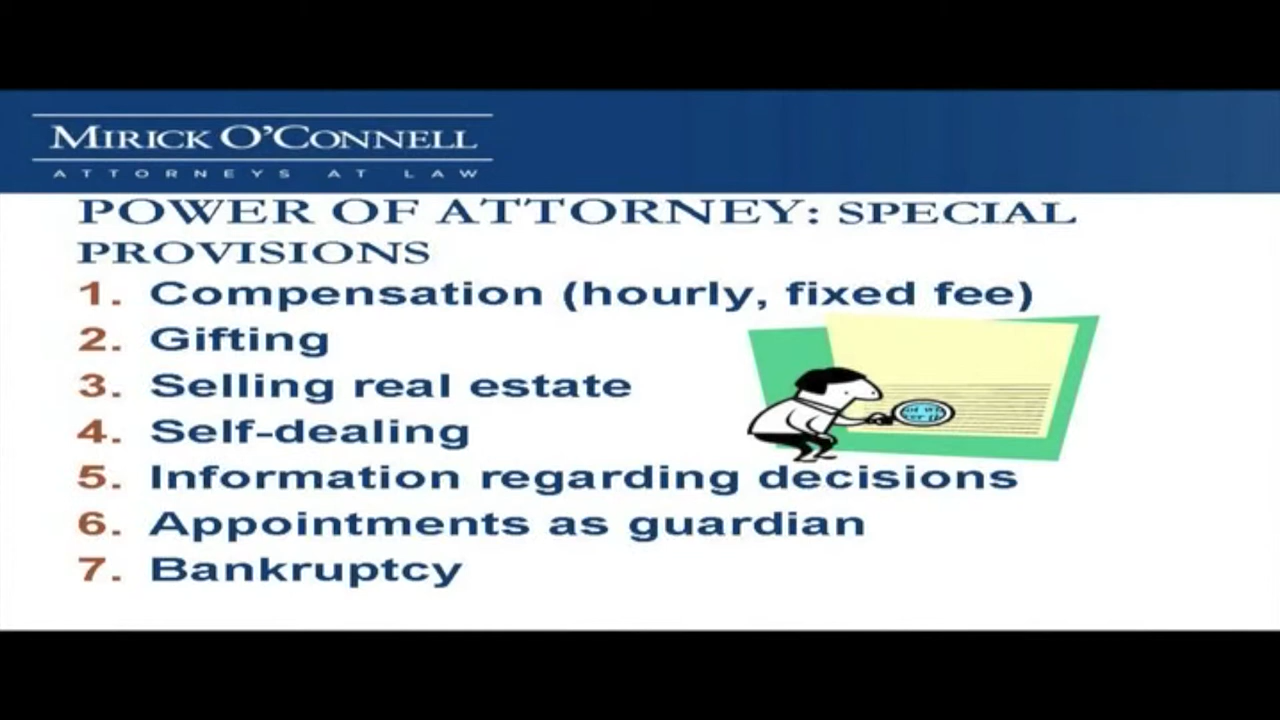 MIRICK O'CONNELL
ATTORNEYS AT LAW
POWER OF ATTORNEY: SPECIAL
PROVISIONS
1. Compensation (hourly, fixed fee)
2. Gifting
3. Selling real estate
4. Self-dealing
5. Information regarding decisions
6. Appointments as guardian
7. Bankruptcy